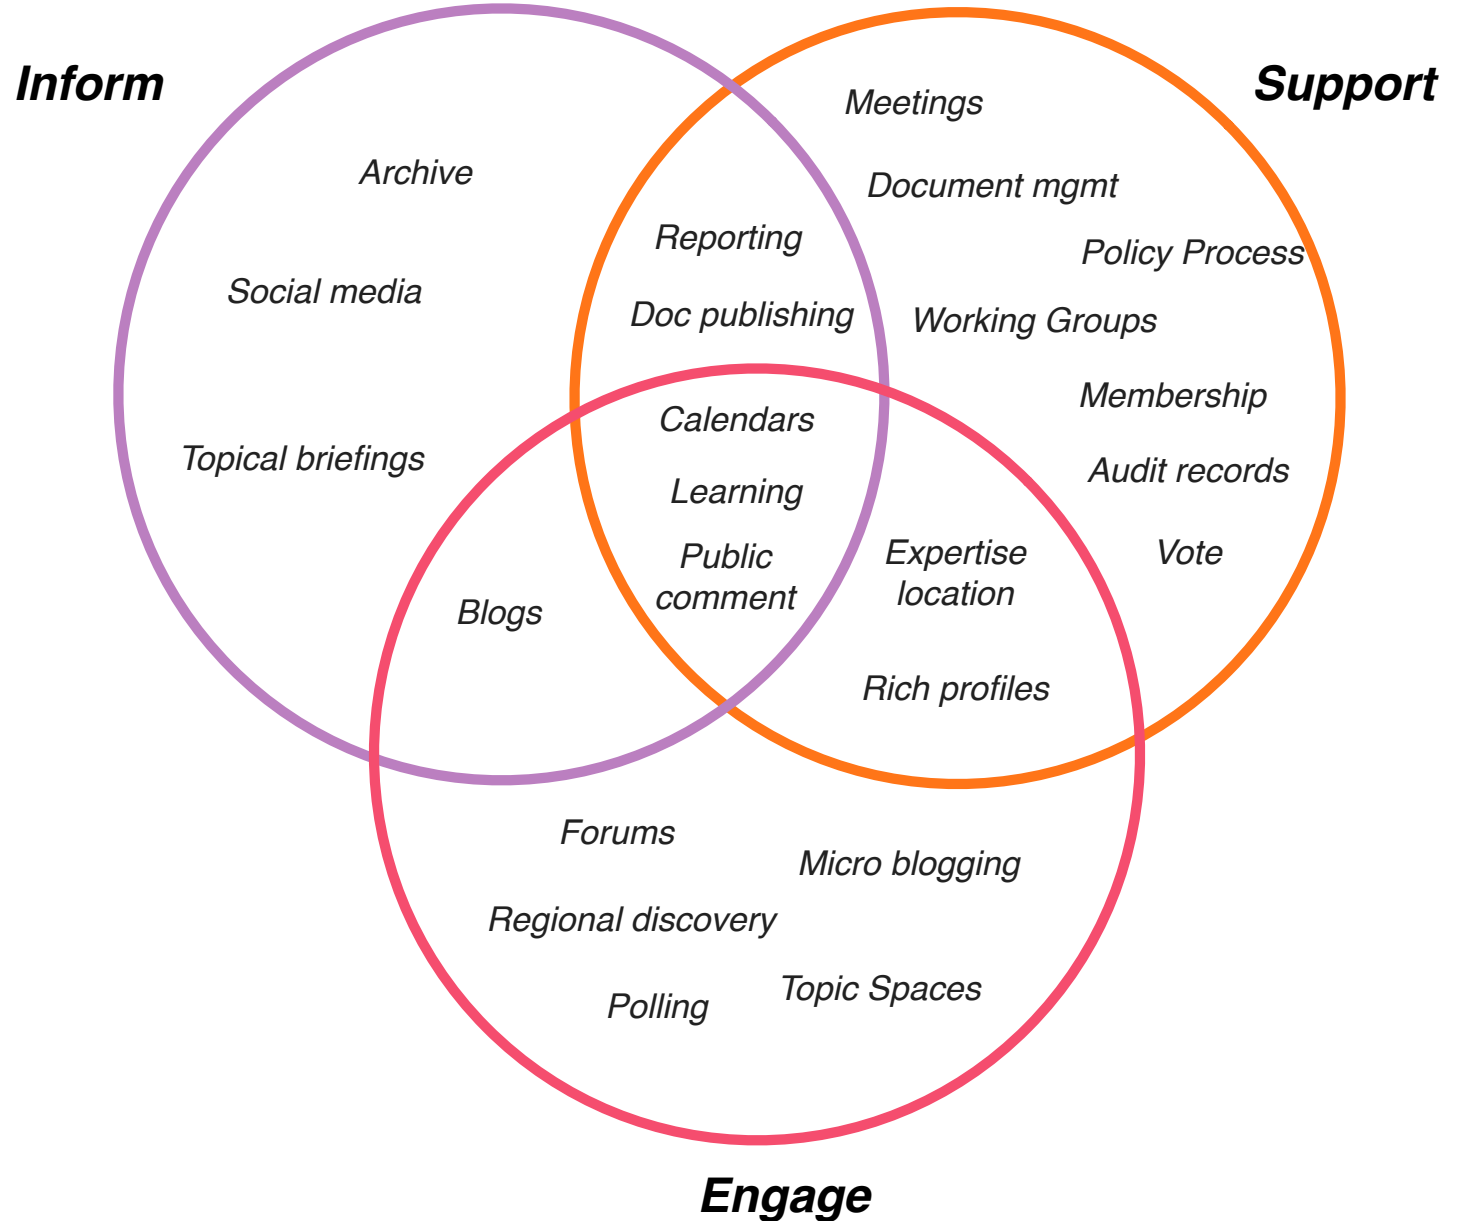 Inform
Support
Meetings
Archive
Document mgmt
Reporting
Policy Process
Social media
Doc publishing
Working Groups
Membership
Calendars
Topical briefings
Audit records
Learning
Expertise
location
Vote
Public
comment
Blogs
Rich profiles
Forums
Micro blogging
Regional discovery
Topic Spaces
Polling
Engage